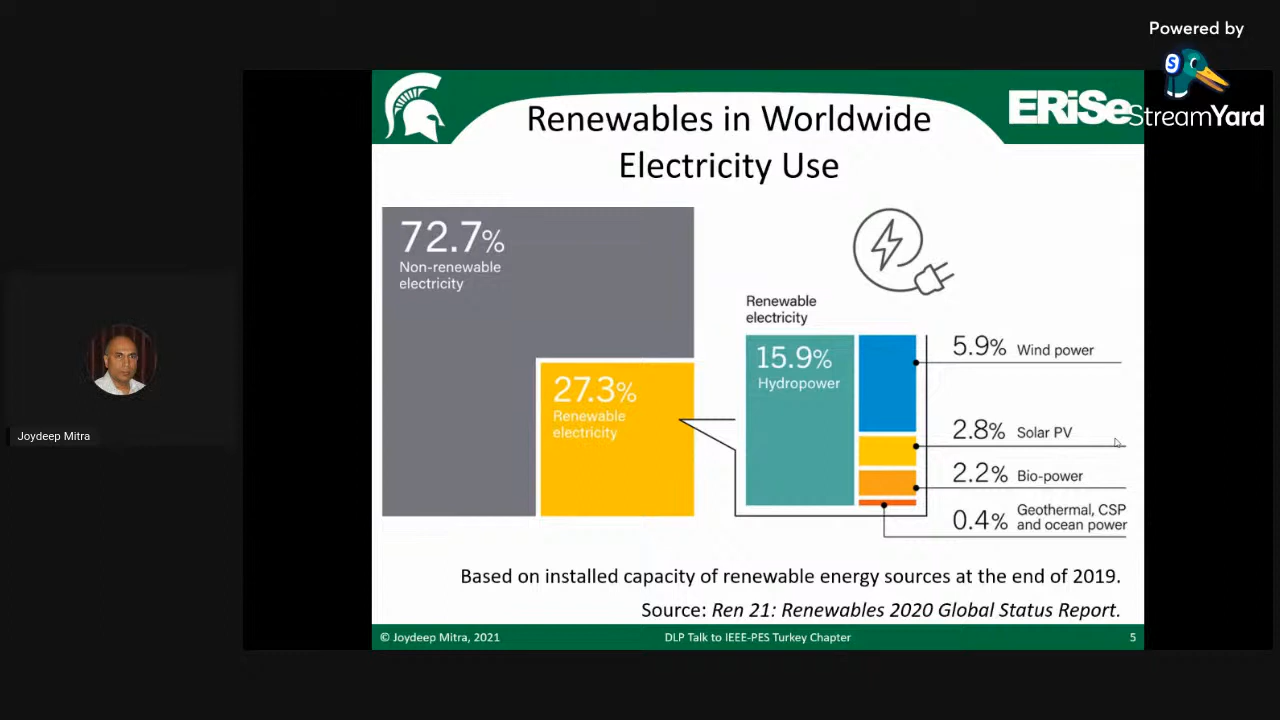 Powered by
StreamYard
ERiSe
Renewables in Worldwide
Electricity Use
72.7%
Non-renewable
electricity
27.3%
Renewable
electricity
Renewable
electricity
15.9%
Hydropower
5.9% Wind power
2.8% Solar PV
2.2% Bio-power
0.4% Geothermal, CSP
and ocean power
Joydeep Mitra
Based on installed capacity of renewable energy sources at the end of 2019.
Source: Ren 21: Renewables 2020 Global Status Report.
© Joydeep Mitra, 2021
DLP Talk to IEEE-PES Turkey Chapter
5